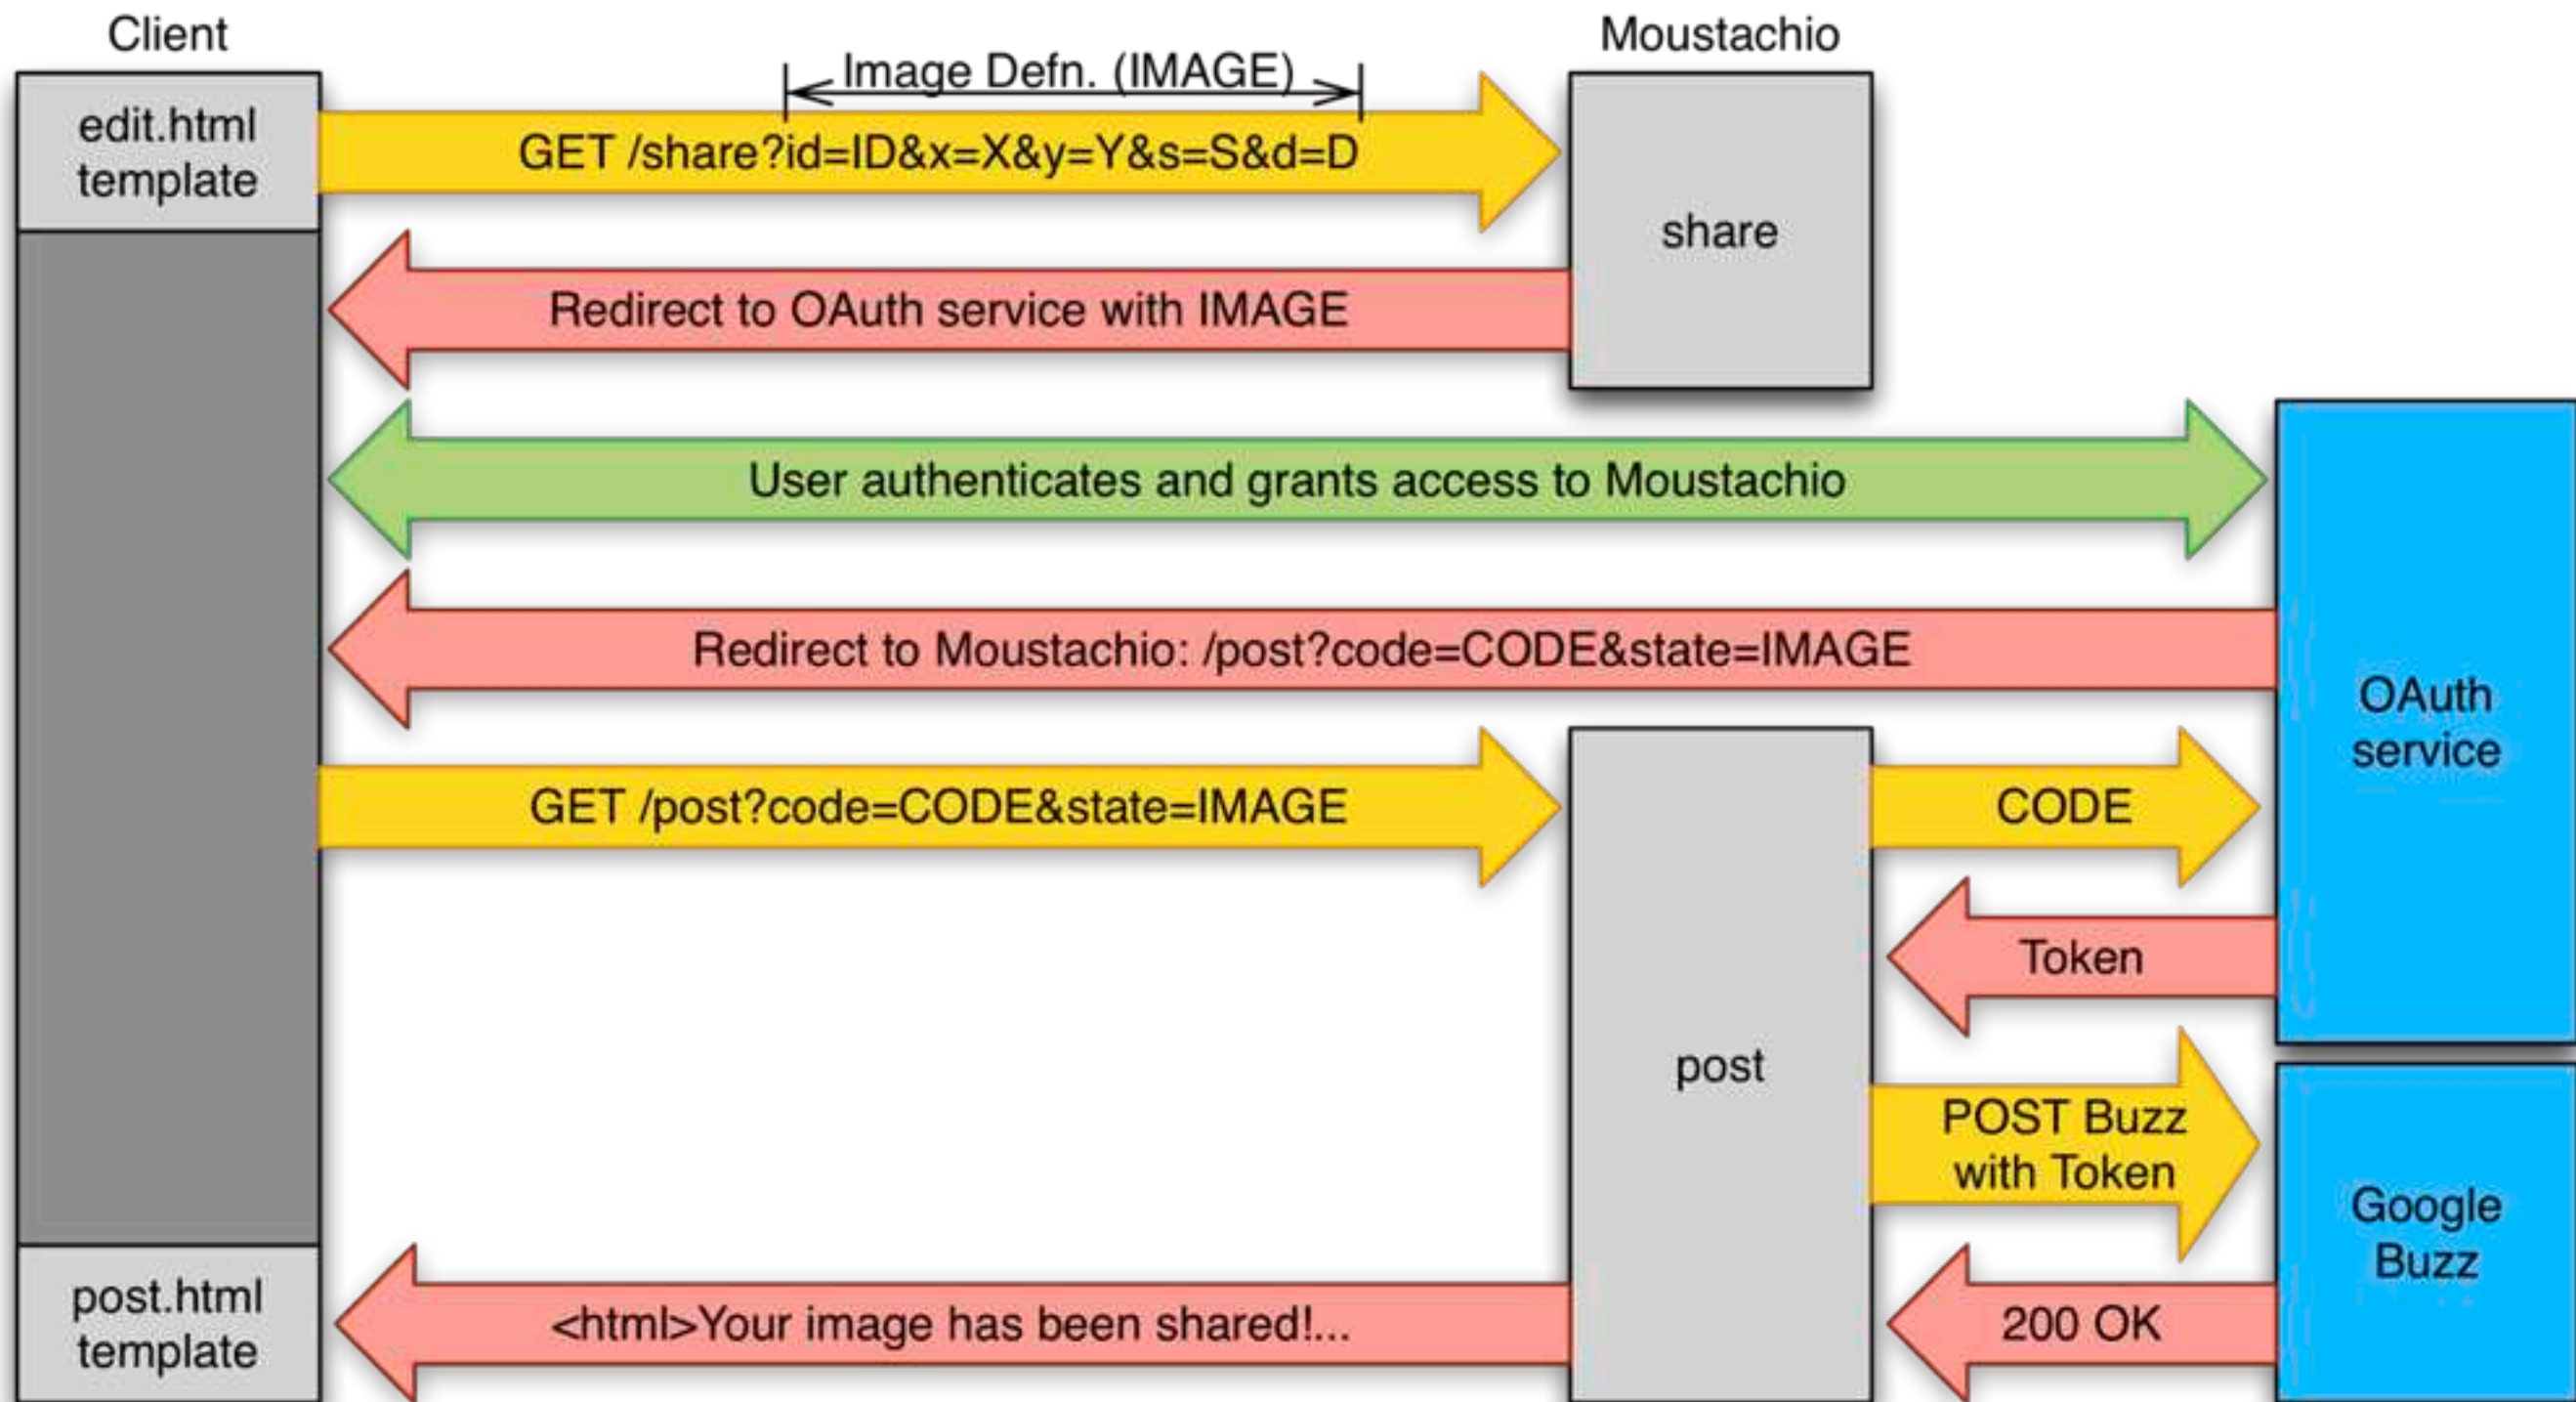 Client
Moustachio
Image Defn. (IMAGE)
edit.html
template
GET /share?id=ID&x=X&y=Y&s=S&d=D
share
Redirect to OAuth service with IMAGE
User authenticates and grants access to Moustachio
Redirect to Moustachio: /post?code=CODE&state=IMAGE
OAuth
service
GET /post?code=CODE&state=IMAGE
CODE
Token
post
POST Buzz
with Token
Google
Buzz
post.html
template
<html>Your image has been shared!...
200 OK